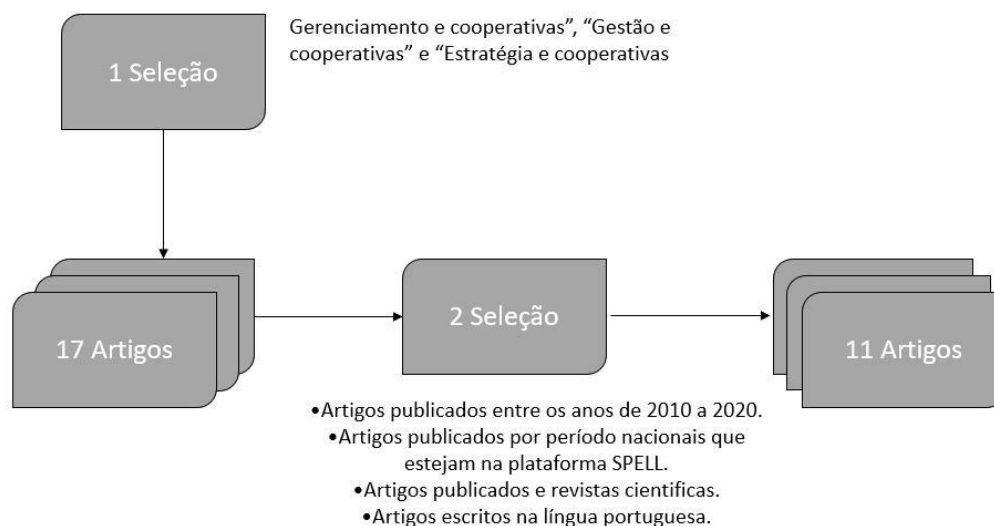 Gerenciamento e cooperativas”, “Gestão e
cooperativas” e “Estratégia e cooperativas
1 Seleção
17 Artigos
2 Seleção
11 Artigos
•Artigos publicados entre os anos de 2010 a 2020.
•Artigos publicados por período nacionais que
estejam na plataforma SPELL.
•Artigos publicados e revistas cientificas.
•Artigos escritos na língua portuguesa.